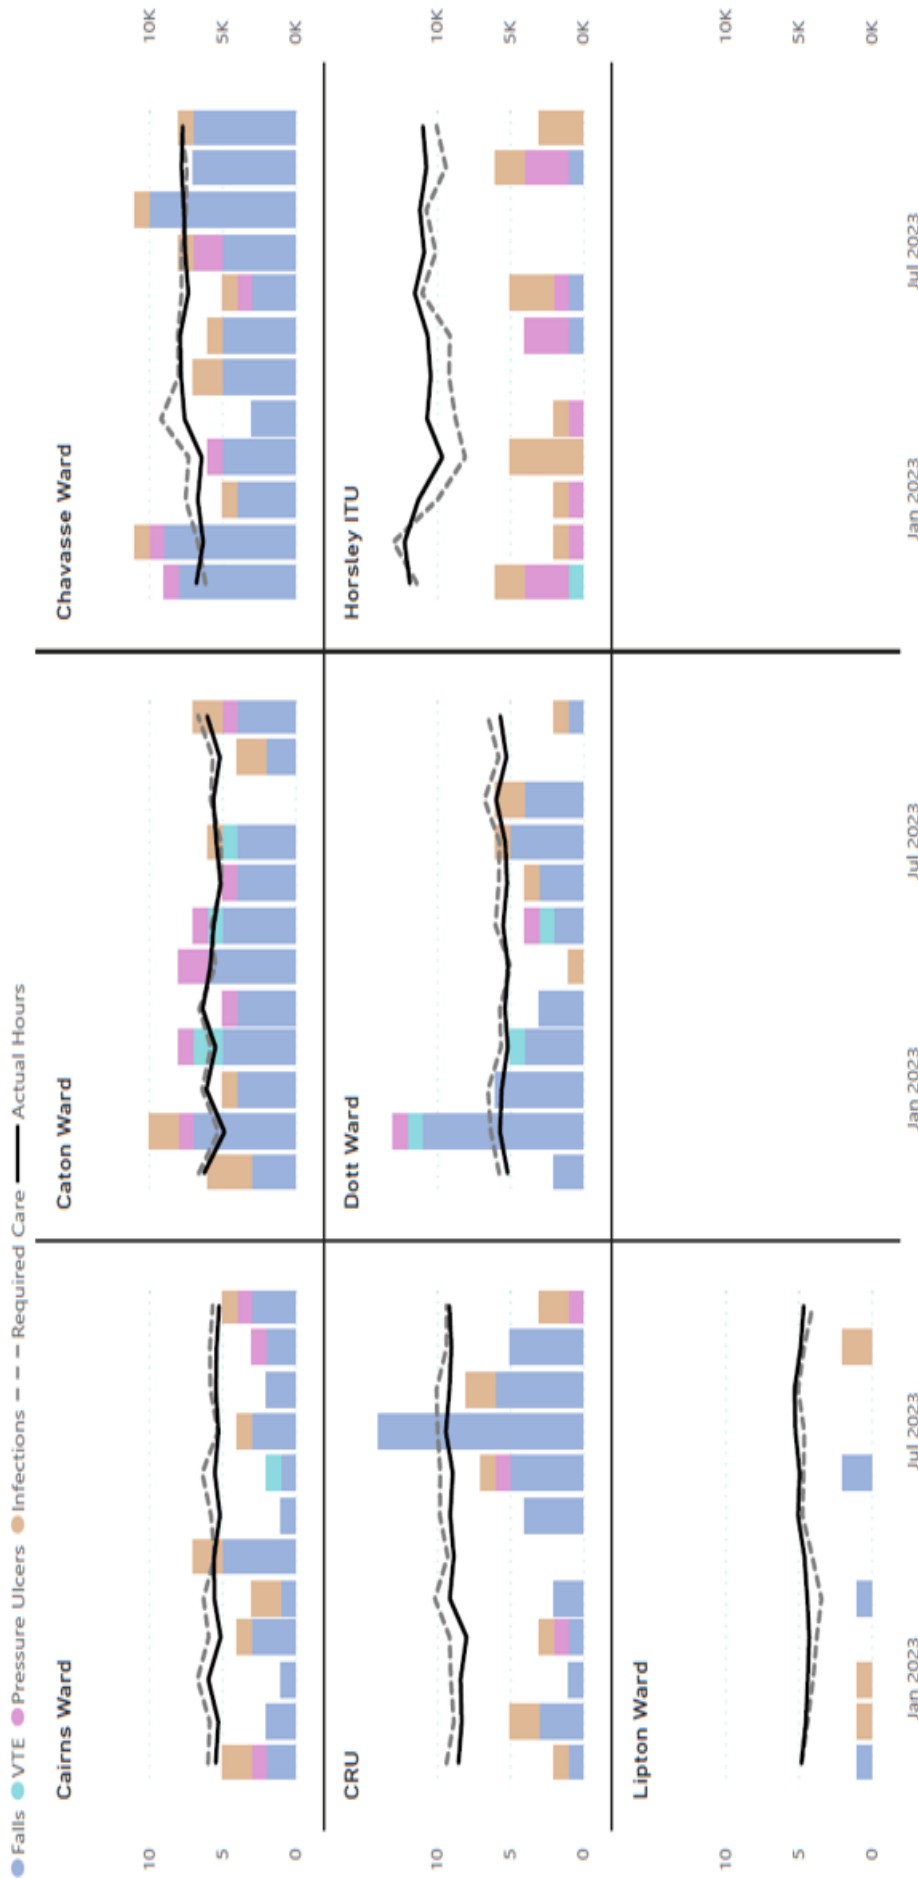 Falls VTE Pressure Ulcers Infections Required Care Actual Hours
Cairns Ward
Caton Ward
Chavasse Ward
10
5
0
10K
5K
0K
CRU
Dott Ward
Horsley ITU
10
5
0
10K
5K
0K
Lipton Ward
10
5
0
10K
5K
0K
Jan 2023 Jul 2023 Jan 2023 Jul 2023 Jan 2023 Jul 2023